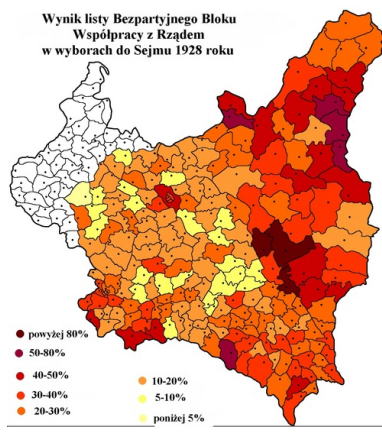 Wynik listy Bezpartyjnego Bloku
Współpracy z Rządem
w wyborach do Sejmu 1928 roku
powyżej 80%
50-80%
40-50%
30-40%
20-30%
10-20%
5-10%
poniżej 5%